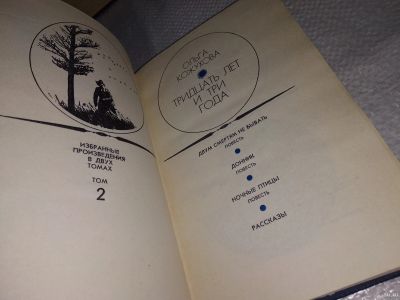 ИЗБРАННЫЕ
ПРОИЗВЕДЕНИЯ
В ДВУХ
ТОМАХ
ТОМ
2
ОЛЬГА
КОЖУХОВА
ТРИДЦАТЬ ЛЕТ
И ТРИ
ГОДА
ДВУМ СМЕРТЯМ НЕ БЫВАТЬ
ПОВЕСТЬ
ДОННИК
ПОВЕСТЬ
НОЧНЫЕ ПТИЦЫ
ПОВЕСТЬ
РАССКАЗЫ